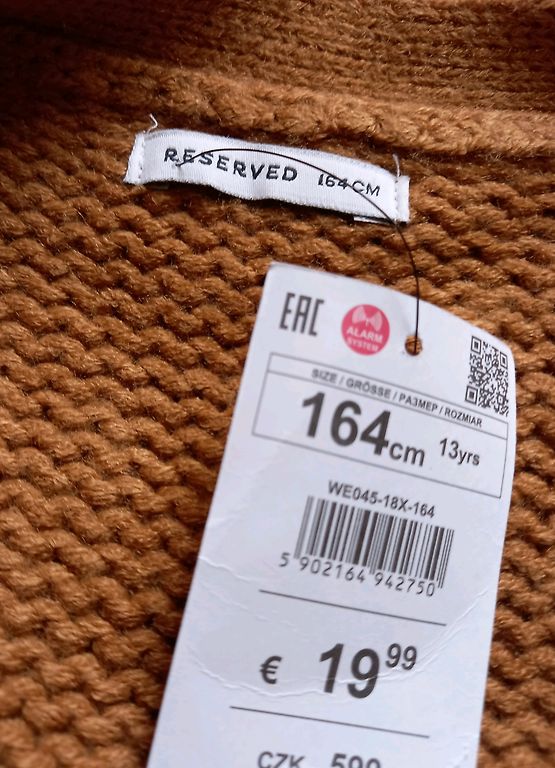 RESERVED 164CM
EAC
ALARM
SYSTEM
SIZE / GRÖSSE / РАЗМЕР / ROZMIAR
164cm 13yrs
WE045-18X-164
5 902164 942750
€ 19 99
CZK